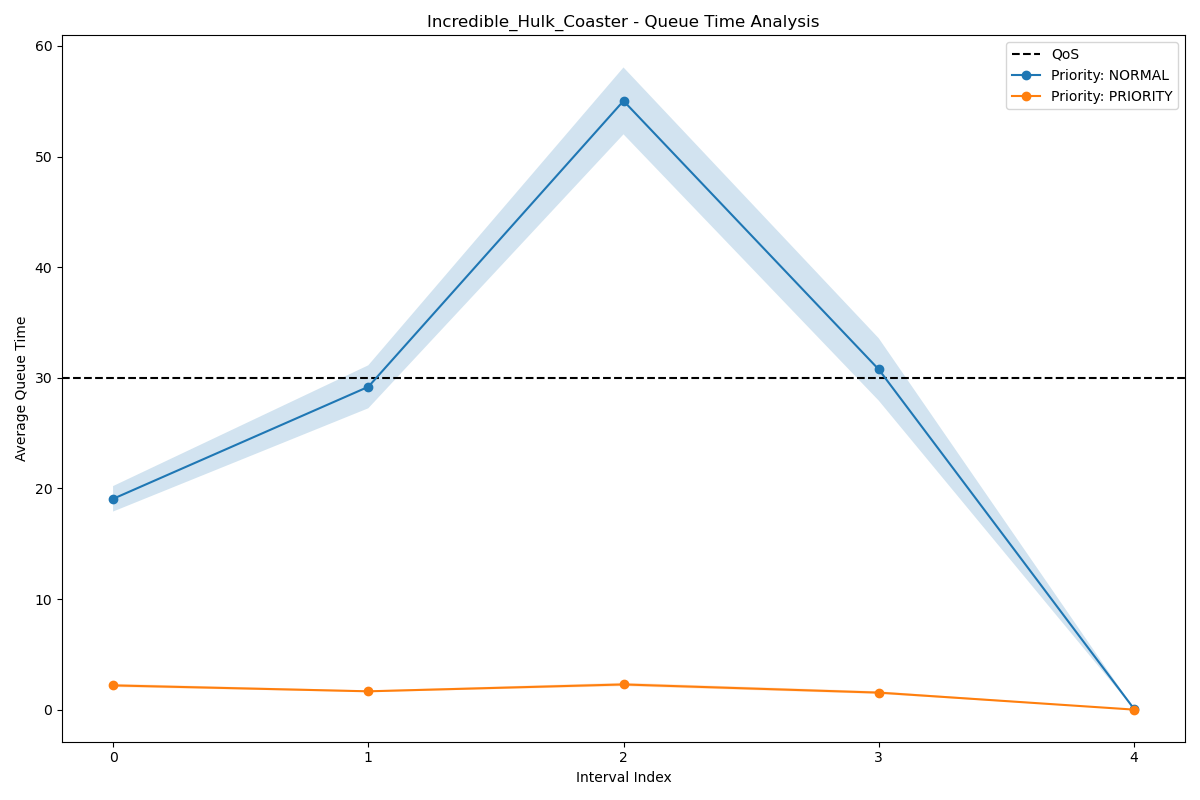 Incredible_Hulk_Coaster - Queue Time Analysis
QoS
Priority: NORMAL
Priority: PRIORITY
Average Queue Time
60
50
40
30
20
10
0
0 1 2 3 4
Interval Index